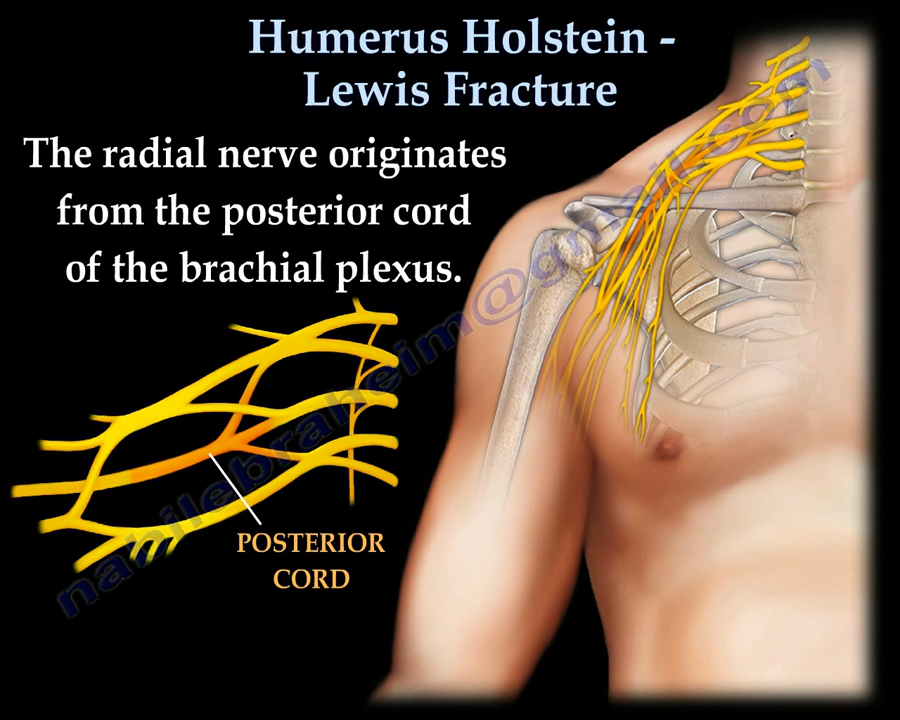 Humerus Holstein -
Lewis Fracture
The radial nerve originates
from the posterior cord
of the brachial plexus.
POSTERIOR
CORD
nabilebraheim@gmail.com